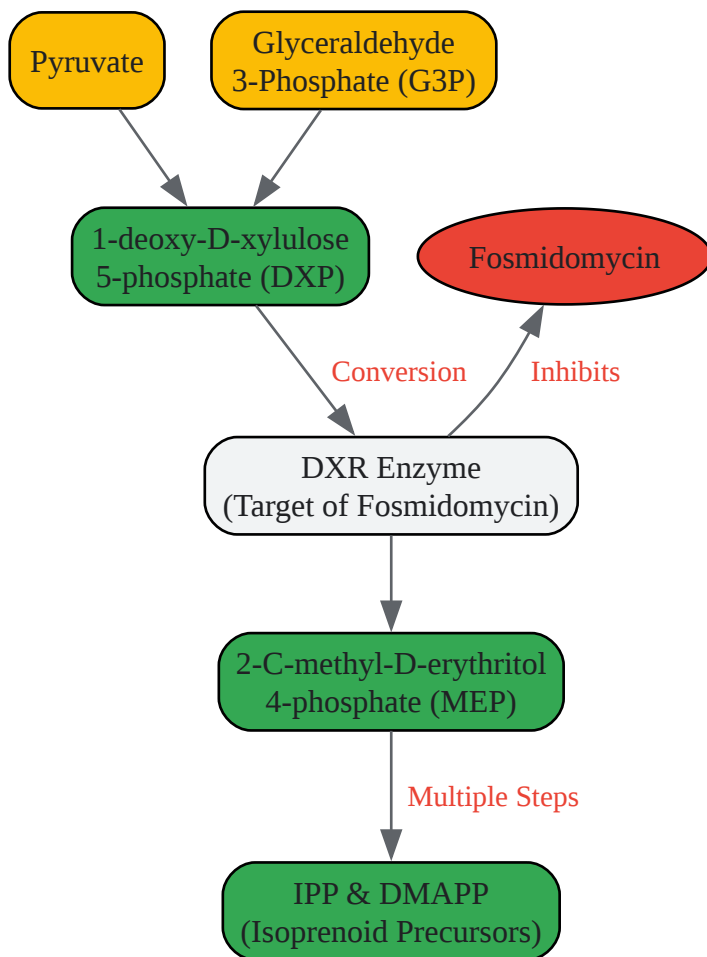 Pyruvate
Glyceraldehyde
3-Phosphate (G3P)
1-deoxy-D-xylulose
5-phosphate (DXP)
Fosmidomycin
Conversion
Inhibits
DXR Enzyme
(Target of Fosmidomycin)
2-C-methyl-D-erythritol
4-phosphate (MEP)
Multiple Steps
IPP & DMAPP
(Isoprenoid Precursors)